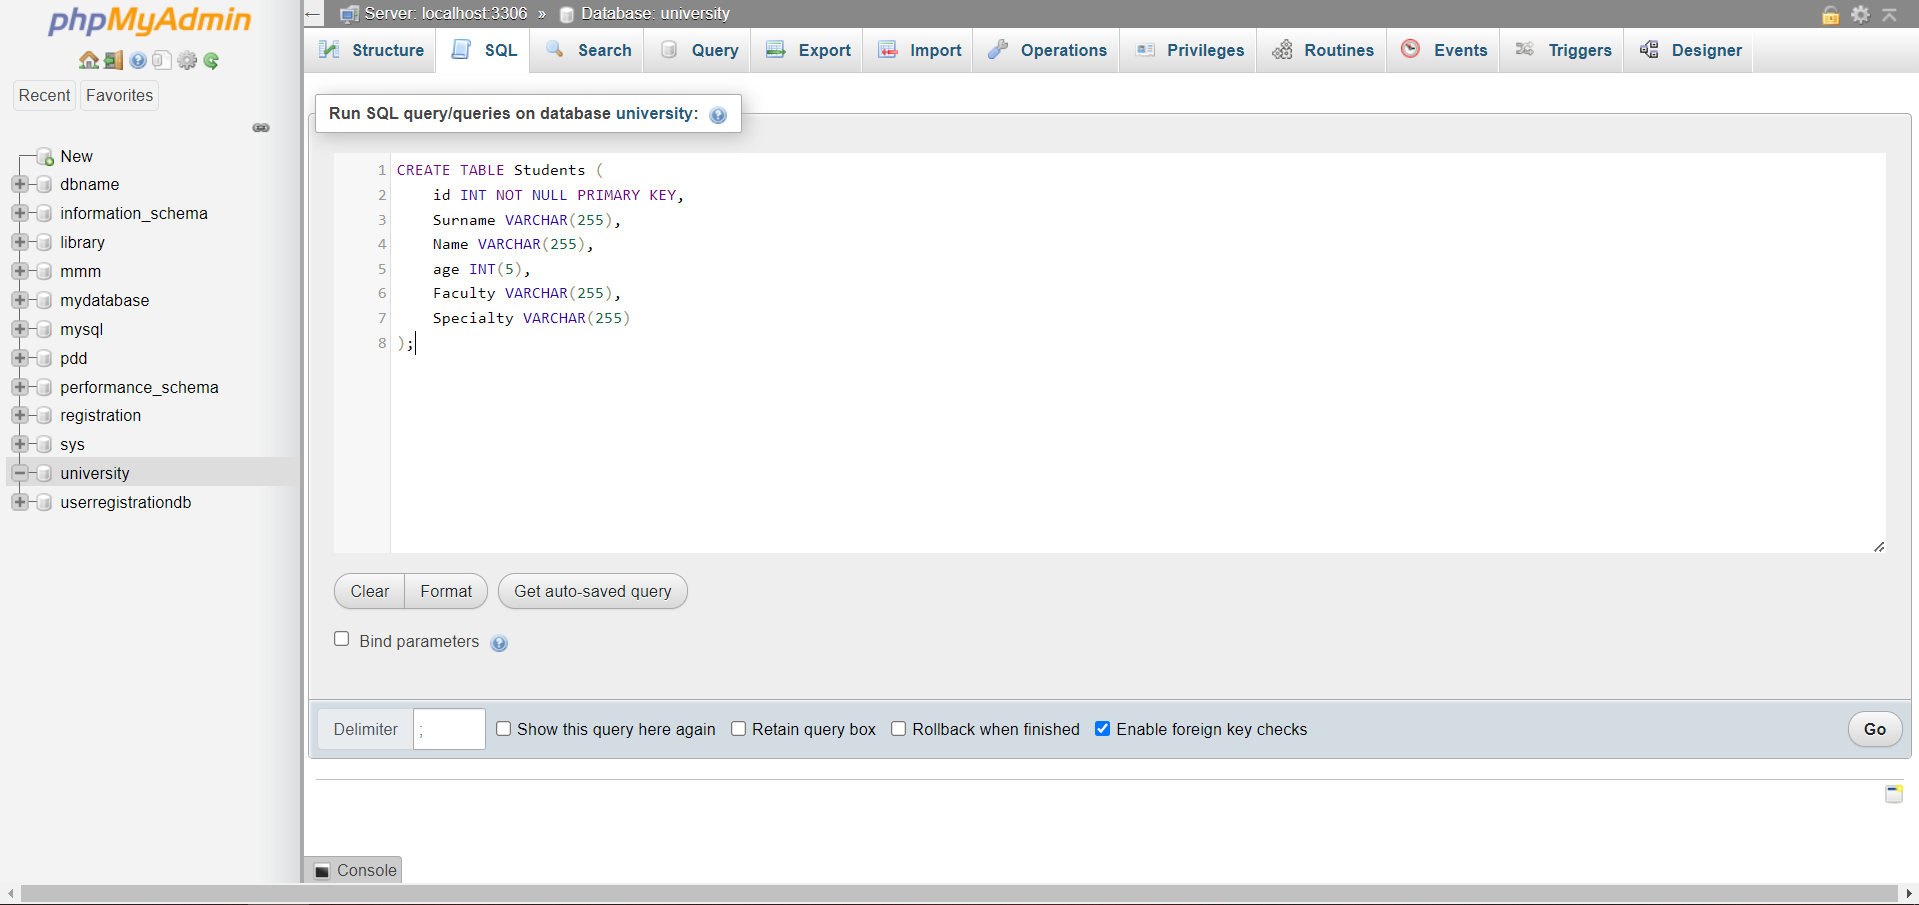 phpMyAdmin
Recent Favorites
New
dbname
information_schema
library
mmm
mydatabase
mysql
pdd
performance_schema
registration
sys
university
userregistrationdb
Server: localhost:3306 » Database: university
Structure SQL Search Query Export Import Operations Privileges Routines Events Triggers Designer
Run SQL query/queries on database university:
1 CREATE TABLE Students (
2 id INT NOT NULL PRIMARY KEY,
3 Surname VARCHAR(255),
4 Name VARCHAR(255),
5 age INT(5),
6 Faculty VARCHAR(255),
7 Specialty VARCHAR(255)
8 );
Clear Format Get auto-saved query
Bind parameters
Delimiter ; Show this query here again Retain query box Rollback when finished Enable foreign key checks Go
Console